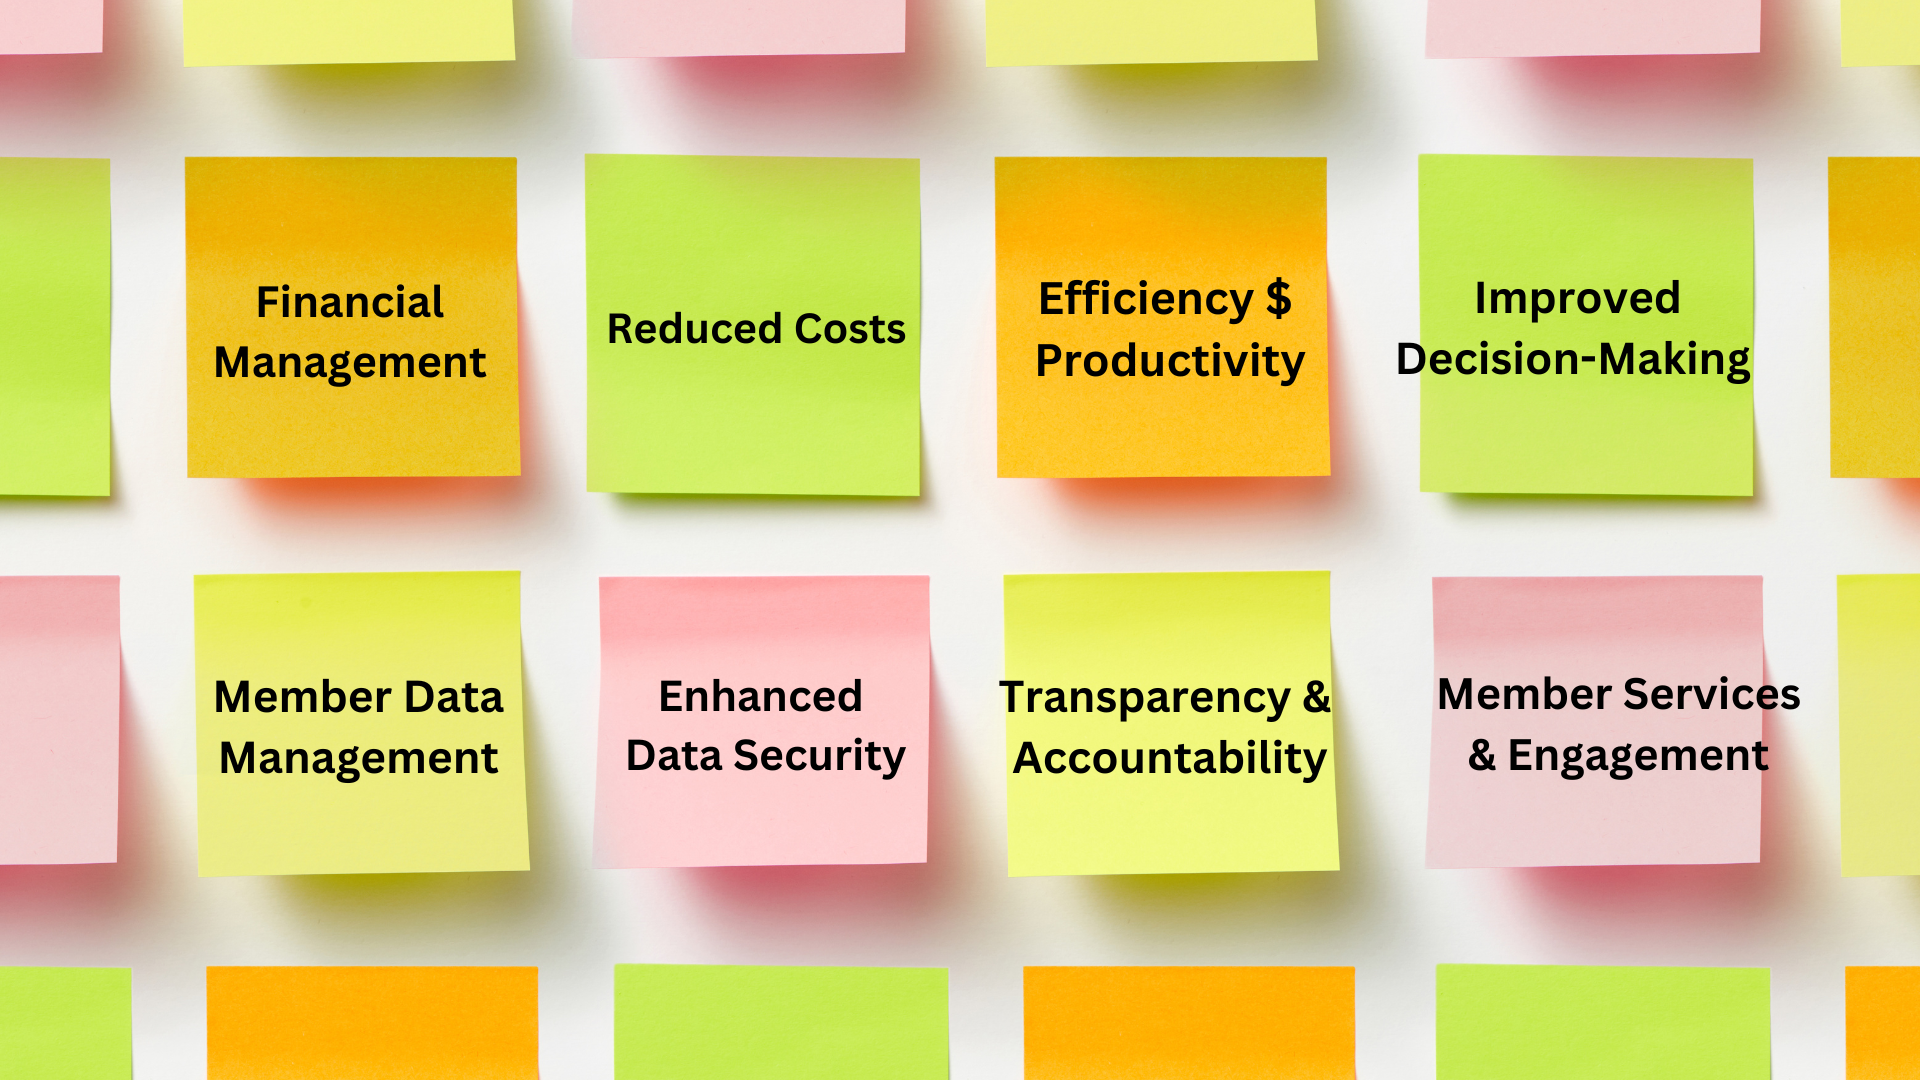 Financial
Management
Reduced Costs
Efficiency $
Productivity
Improved
Decision-Making
Member Data
Management
Enhanced
Data Security
Transparency &
Accountability
Member Services
& Engagement